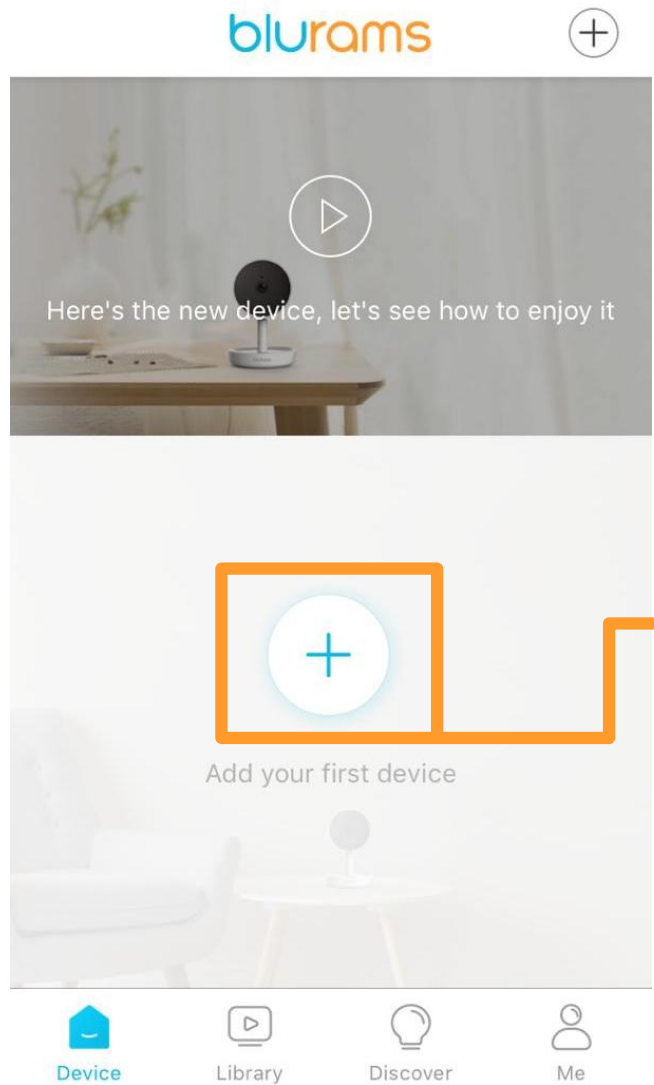 blurams
Here's the new device, let's see how to enjoy it
Add your first device
Device Library Discover Me